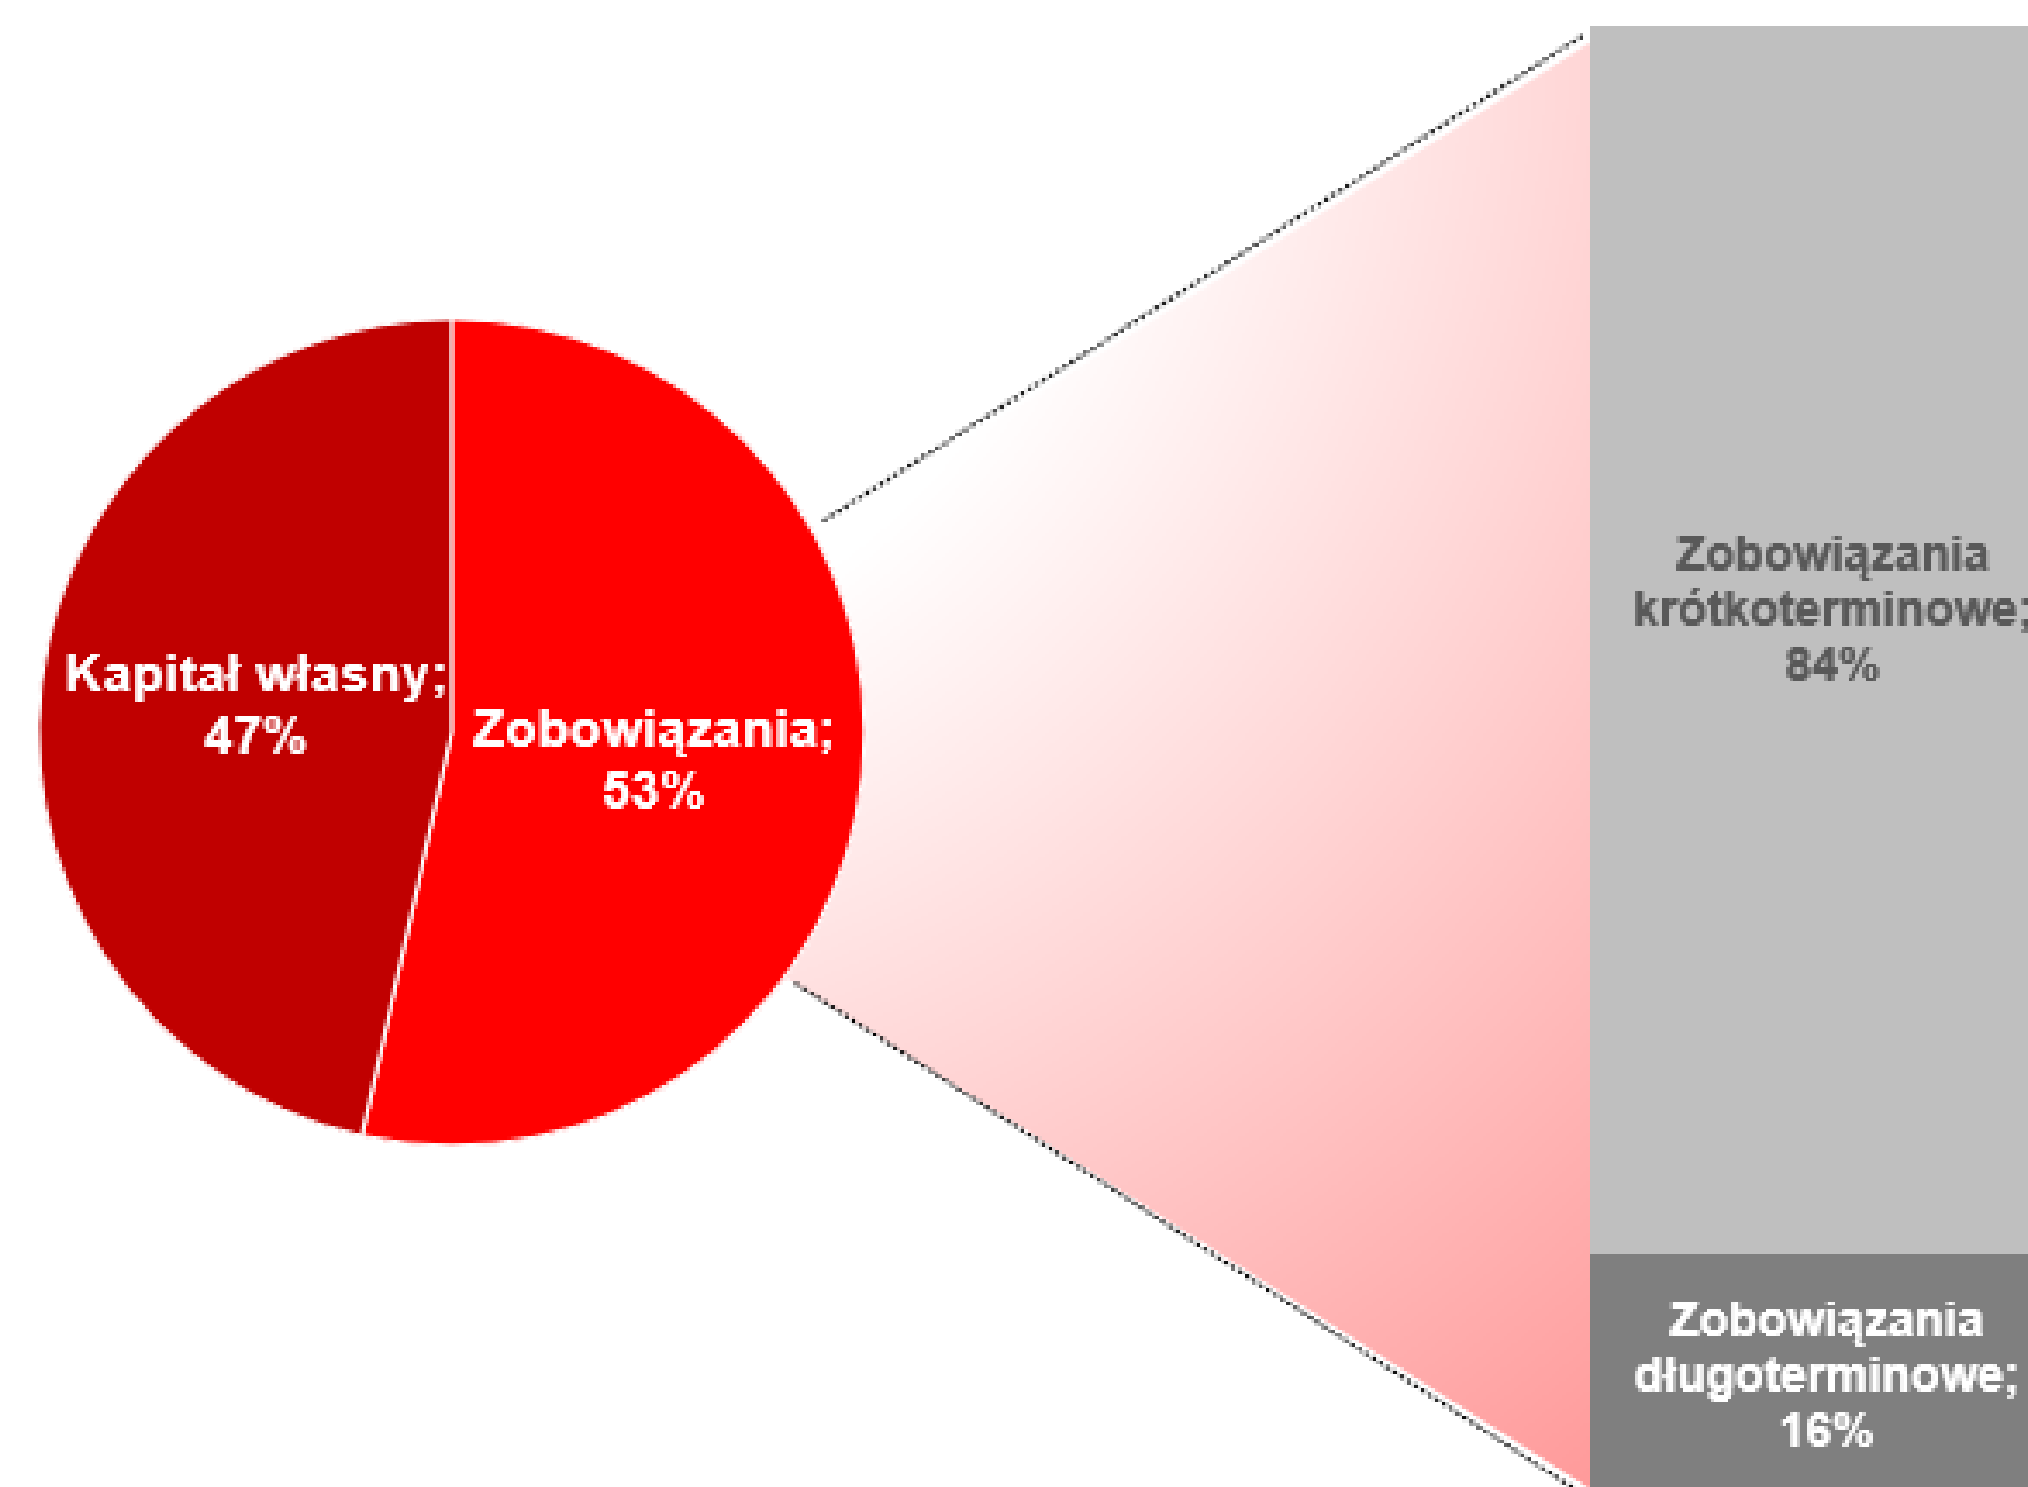 Kapitał własny;
47%
Zobowiązania;
53%
Zobowiązania
krótkoterminowe;
84%
Zobowiązania
długoterminowe;
16%